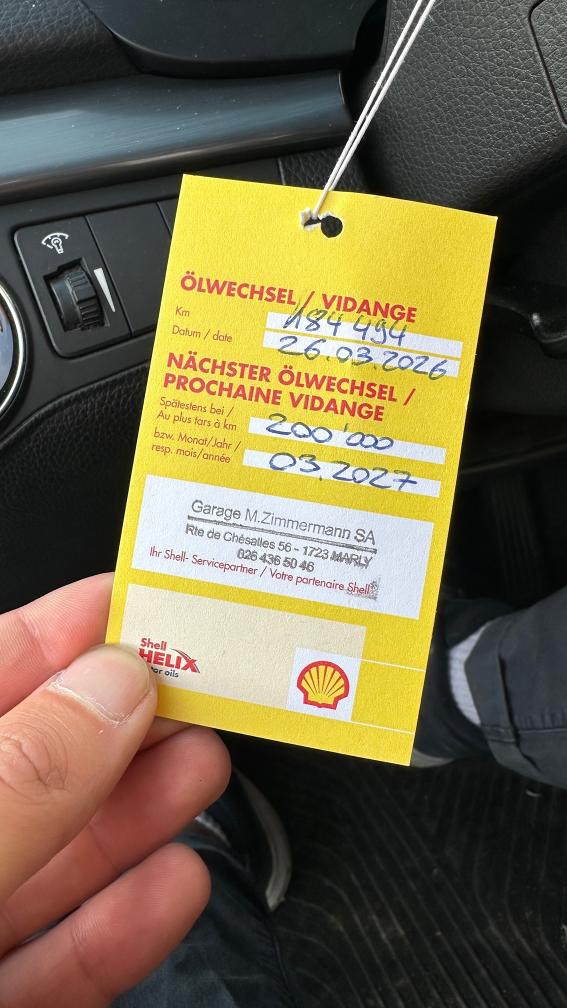 ÖLWECHSEL / VIDANGE
Km 184 494
Datum / date 26.03.2026
NÄCHSTER ÖLWECHSEL /
PROCHAINE VIDANGE
Spätestens bei /
Au plus tars à km 200'000
bzw. Monat/Jahr /
resp. mois/année 03.2027
Garage M.Zimmermann SA
Rte de Chésalles 56 - 1723 MARLY
026 436 50 46
Ihr Shell- Servicepartner / Votre partenaire Shell
Shell
HELIX
oils